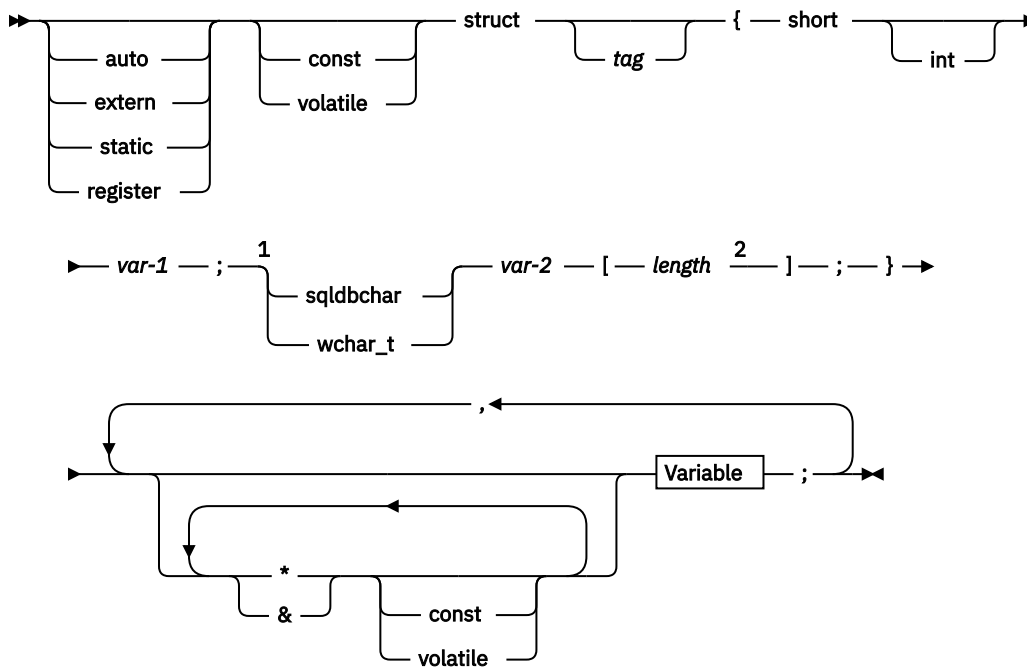 struct { short
auto const tag int
extern volatile
static
register
var-1 ; 1 var-2 [ length 2 ] ; }
sqldbchar
wchar_t
,
Variable ;
*
& const
volatile